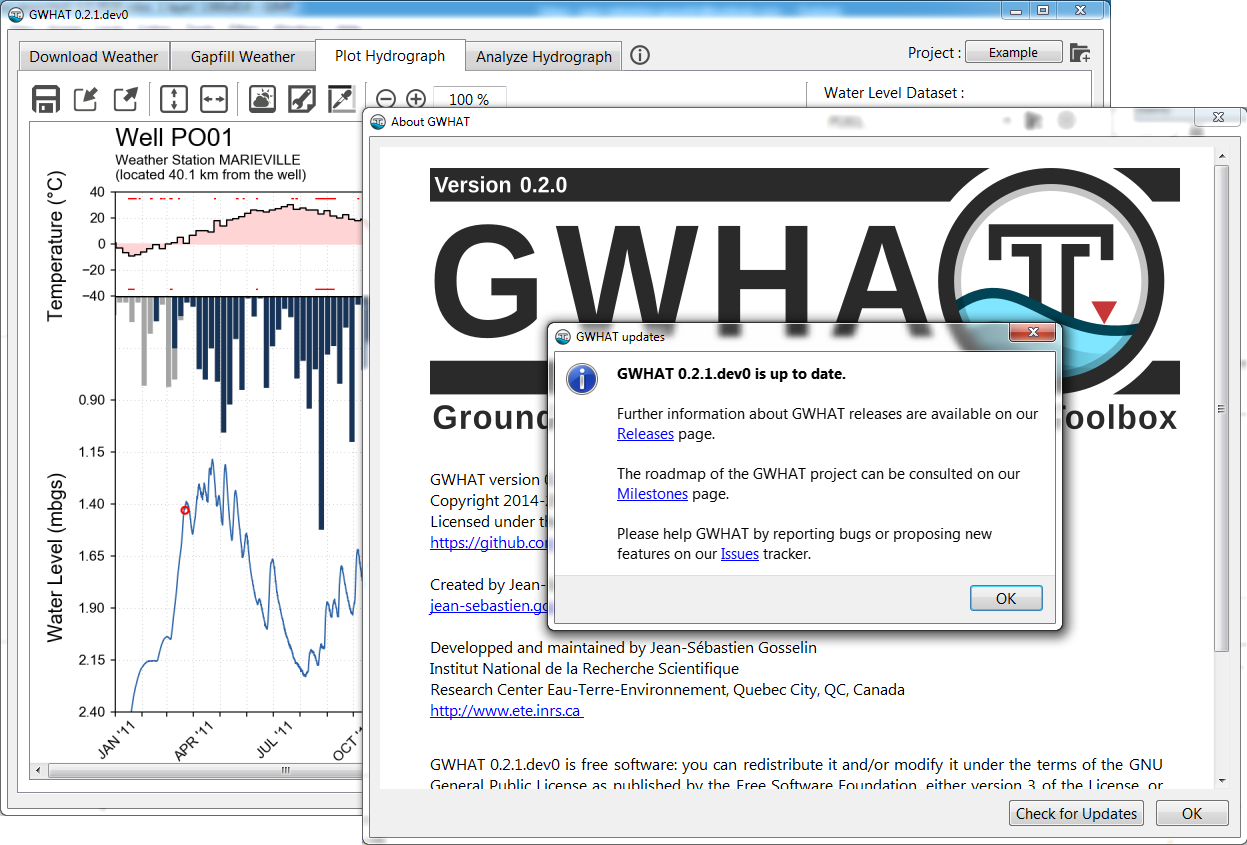 GWHAT 0.2.1.dev0
Download Weather
Gapfill Weather
Plot Hydrograph
Analyze Hydrograph
Project :
Example
100 %
Water Level Dataset :
Well PO01
Weather Station MARIEVILLE
(located 40.1 km from the well)
Temperature (°C)
40
20
0
−20
−40
Water Level (mbgs)
0.90
1.15
1.40
1.65
1.90
2.15
2.40
JAN '11
APR '11
JUL '11
OCT '
About GWHAT
Version 0.2.0
GWHAT
Ground
Toolbox
GWHAT version
Copyright 2014-
Licensed under
https://github.co
Created by Jean-
jean-sebastien.go
Developped and maintained by Jean-Sébastien Gosselin
Institut National de la Recherche Scientifique
Research Center Eau-Terre-Environnement, Quebec City, QC, Canada
http://www.ete.inrs.ca
GWHAT 0.2.1.dev0 is free software: you can redistribute it and/or modify it under the terms of the GNU
General Public License as published by the Free Software Foundation, either version 3 of the License, or
Check for Updates
OK
GWHAT updates
GWHAT 0.2.1.dev0 is up to date.
Further information about GWHAT releases are available on our
Releases page.
The roadmap of the GWHAT project can be consulted on our
Milestones page.
Please help GWHAT by reporting bugs or proposing new
features on our Issues tracker.
OK